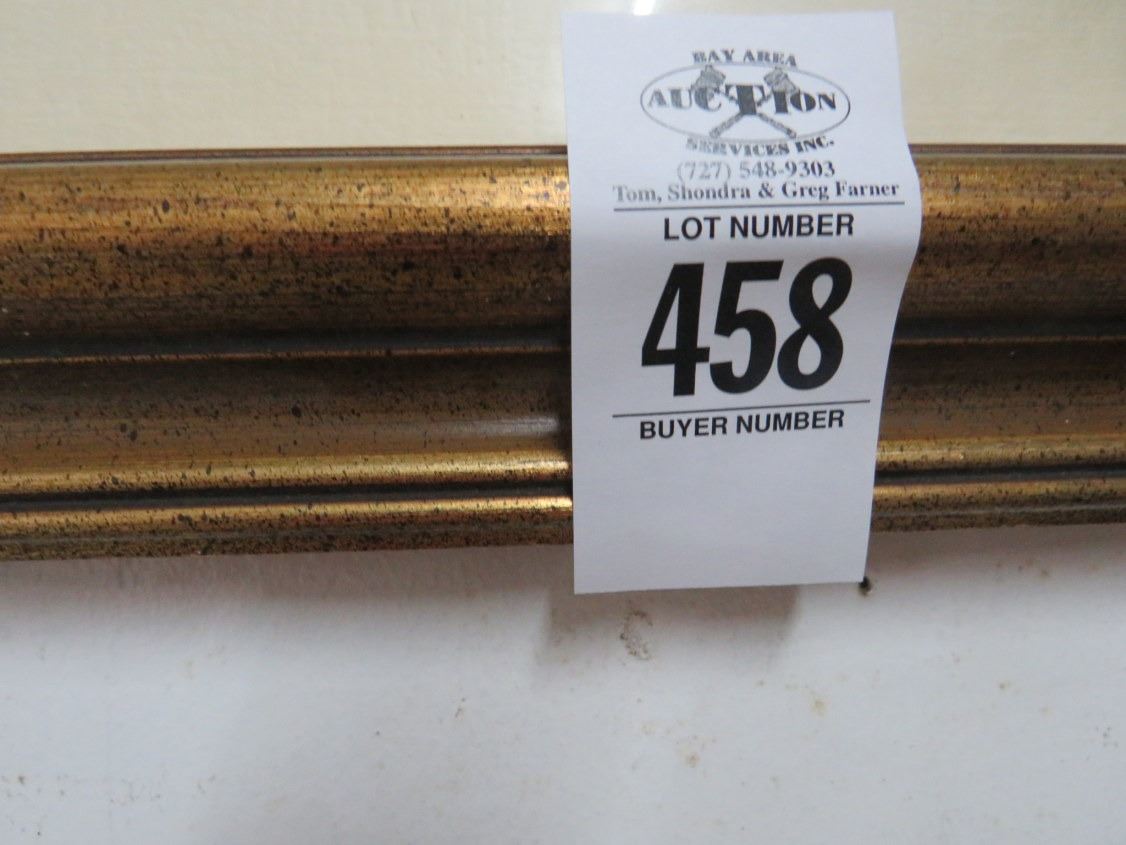 BAY AREA
AUCTION
SERVICES INC.
(727) 548-9303
Tom, Shondra & Greg Farner
LOT NUMBER
458
BUYER NUMBER